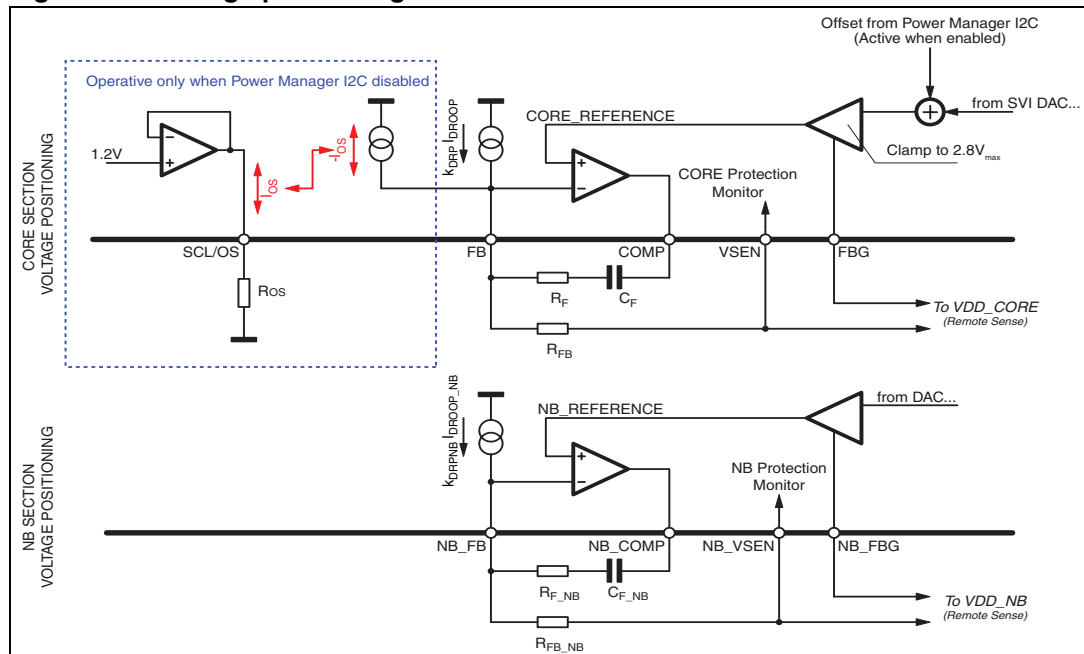 Offset from Power Manager I2C
(Active when enabled)
Operative only when Power Manager I2C disabled
CORE SECTION
VOLTAGE POSITIONING
1.2V
IOS
-IOS
kDRP IDROOP
CORE_REFERENCE
from SVI DAC...
Clamp to 2.8Vmax
CORE Protection
Monitor
SCL/OS
FB
COMP
VSEN
FBG
ROS
RF
CF
RFB
To VDD_CORE
(Remote Sense)
NB SECTION
VOLTAGE POSITIONING
kDRPNB IDROOP_NB
NB_REFERENCE
from DAC...
NB Protection
Monitor
NB_FB
NB_COMP
NB_VSEN
NB_FBG
RF_NB
CF_NB
RFB_NB
To VDD_NB
(Remote Sense)